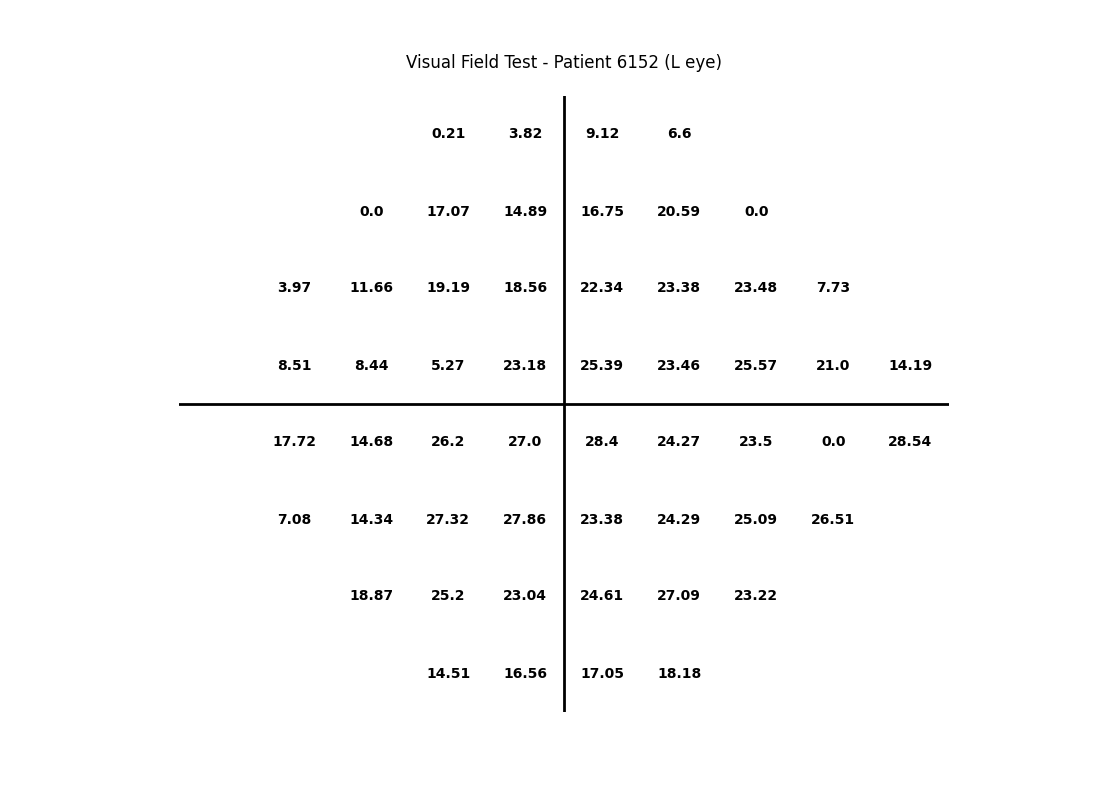 Visual Field Test - Patient 6152 (L eye)
0.21 3.82 9.12 6.6
0.0 17.07 14.89 16.75 20.59 0.0
3.97 11.66 19.19 18.56 22.34 23.38 23.48 7.73
8.51 8.44 5.27 23.18 25.39 23.46 25.57 21.0 14.19
17.72 14.68 26.2 27.0 28.4 24.27 23.5 0.0 28.54
7.08 14.34 27.32 27.86 23.38 24.29 25.09 26.51
18.87 25.2 23.04 24.61 27.09 23.22
14.51 16.56 17.05 18.18